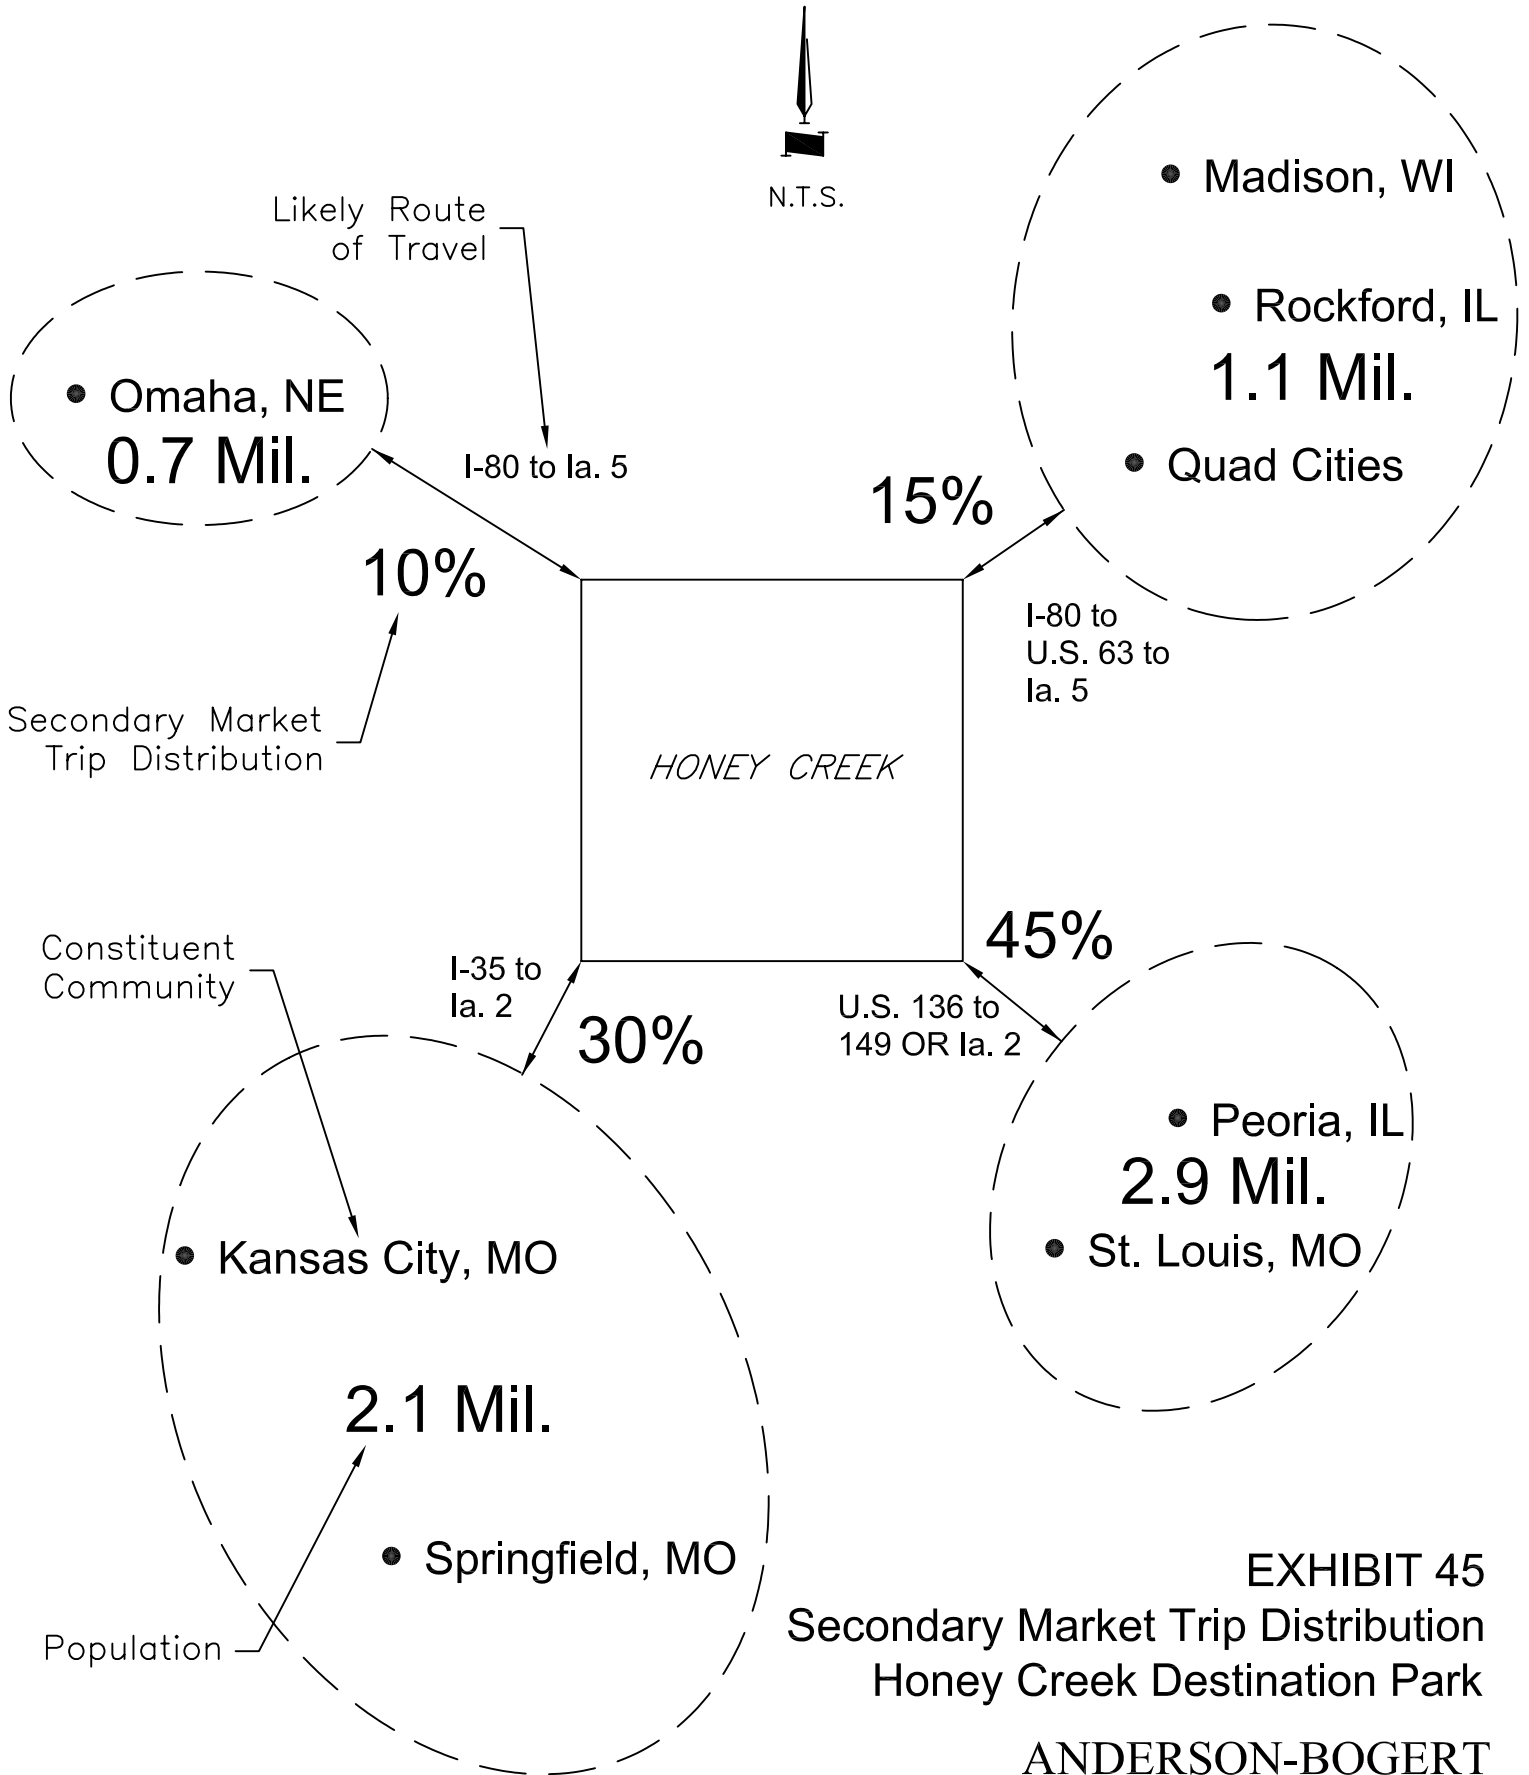 N.T.S.
Likely Route
of Travel
Madison, WI
Rockford, IL
1.1 Mil.
Quad Cities
Omaha, NE
0.7 Mil.
I-80 to Ia. 5
15%
10%
I-80 to
U.S. 63 to
Ia. 5
Secondary Market
Trip Distribution
HONEY CREEK
Constituent
Community
I-35 to
Ia. 2
30%
45%
U.S. 136 to
149 OR Ia. 2
Peoria, IL
2.9 Mil.
St. Louis, MO
Kansas City, MO
2.1 Mil.
Springfield, MO
Population
EXHIBIT 45
Secondary Market Trip Distribution
Honey Creek Destination Park
ANDERSON-BOGERT